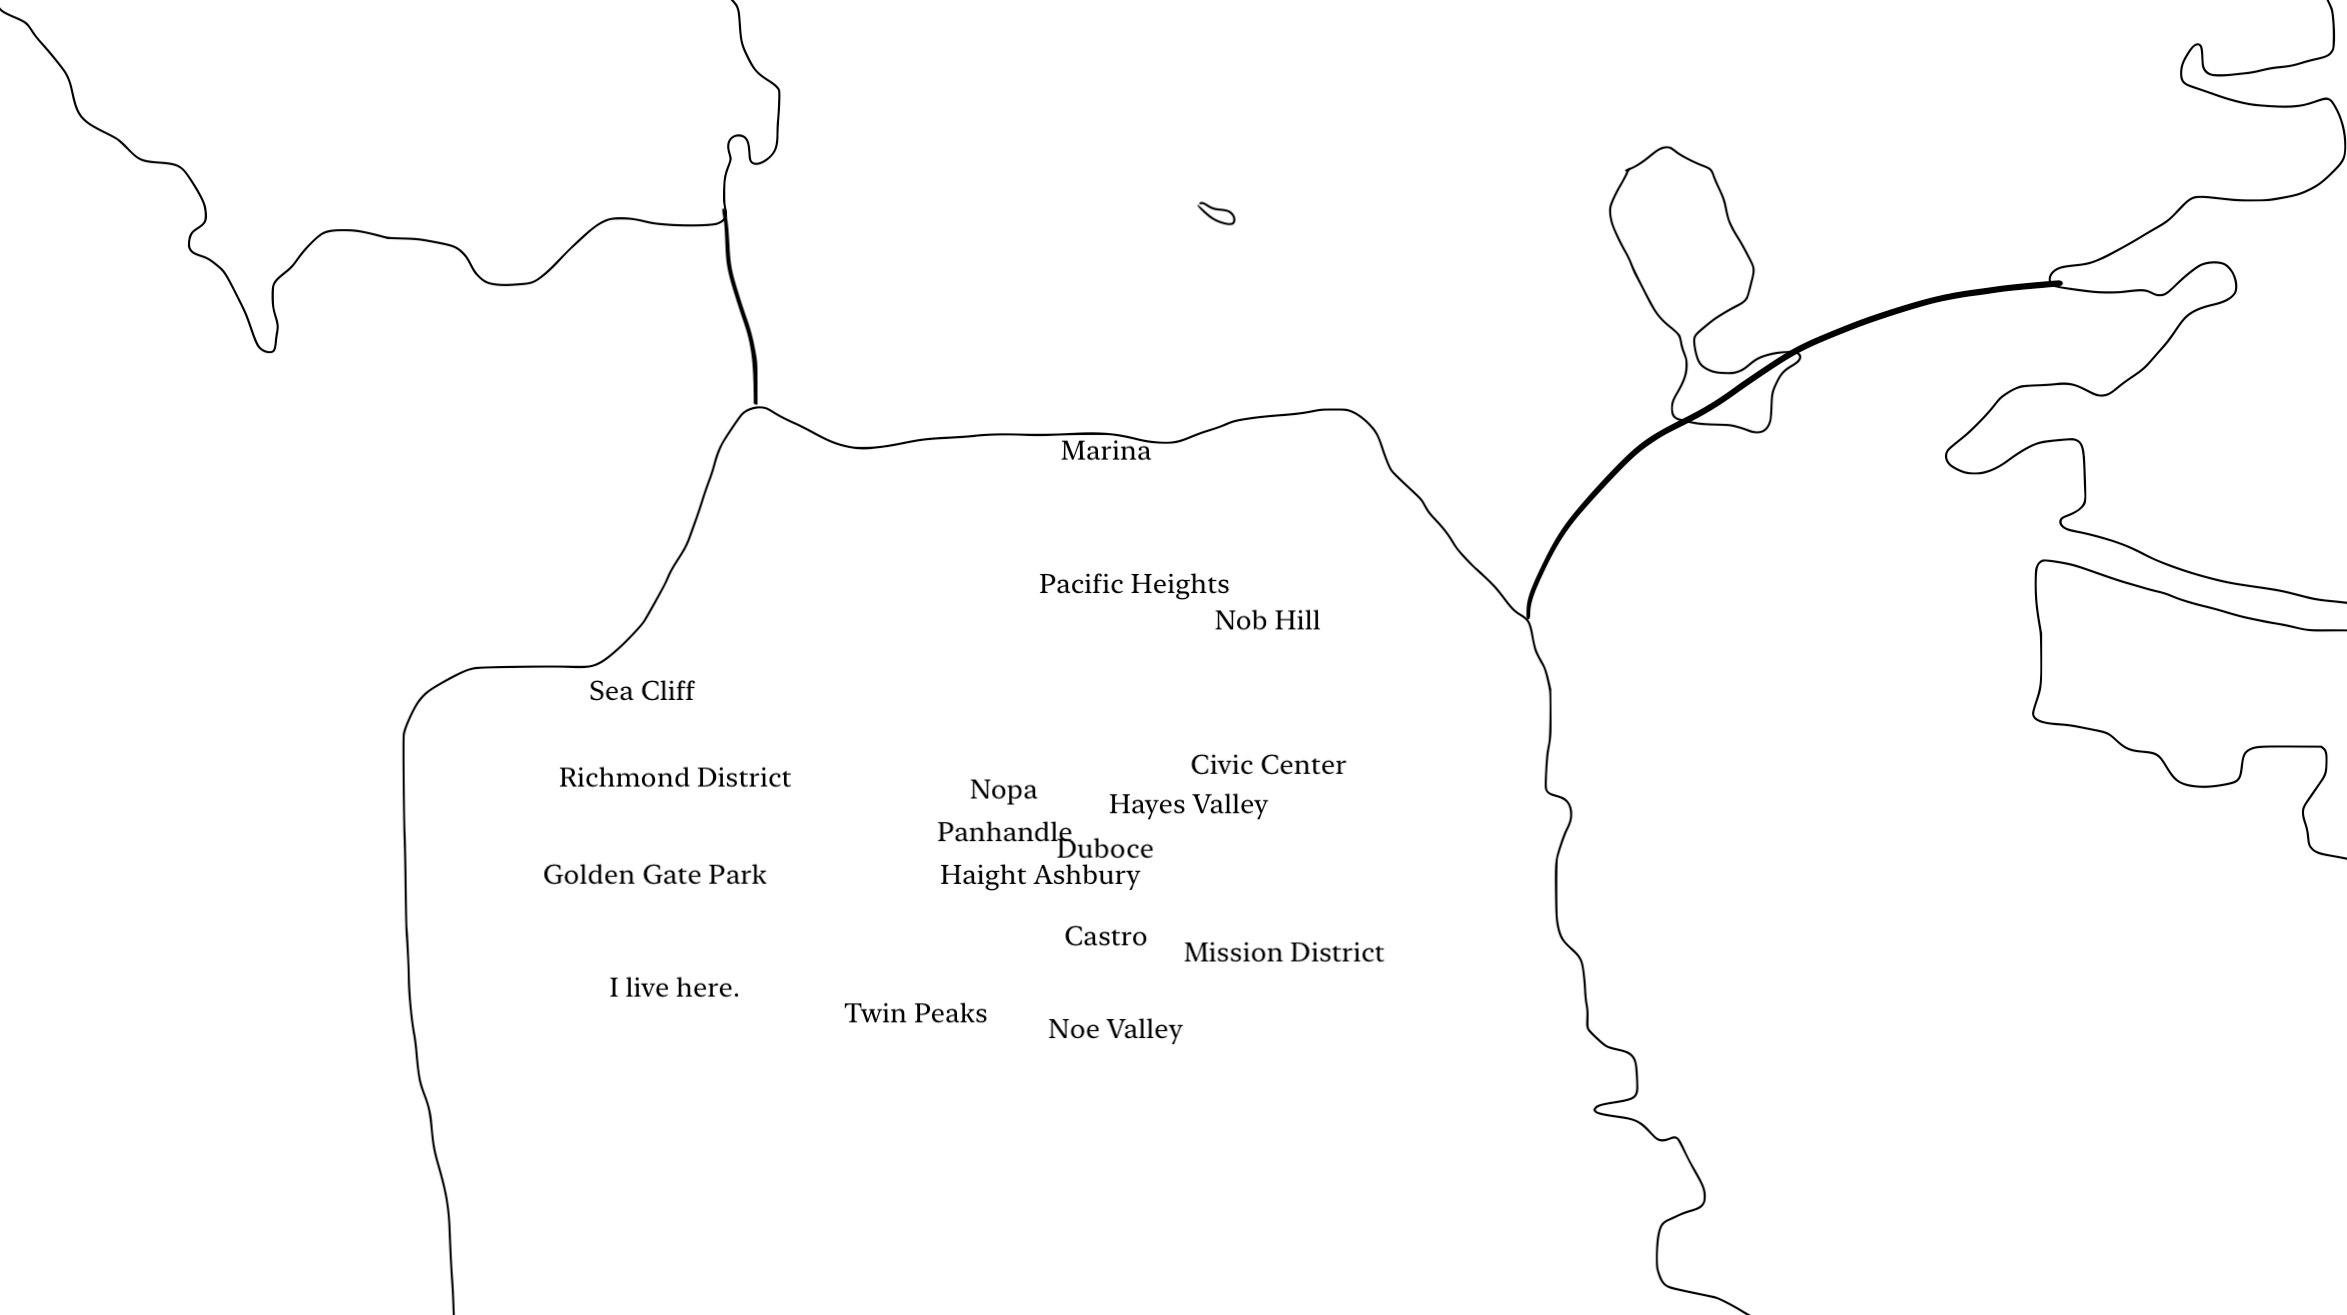 Marina
Pacific Heights
Nob Hill
Sea Cliff
Civic Center
Richmond District
Nopa
Hayes Valley
Panhandle
Duboce
Golden Gate Park
Haight Ashbury
Castro
Mission District
I live here.
Twin Peaks
Noe Valley